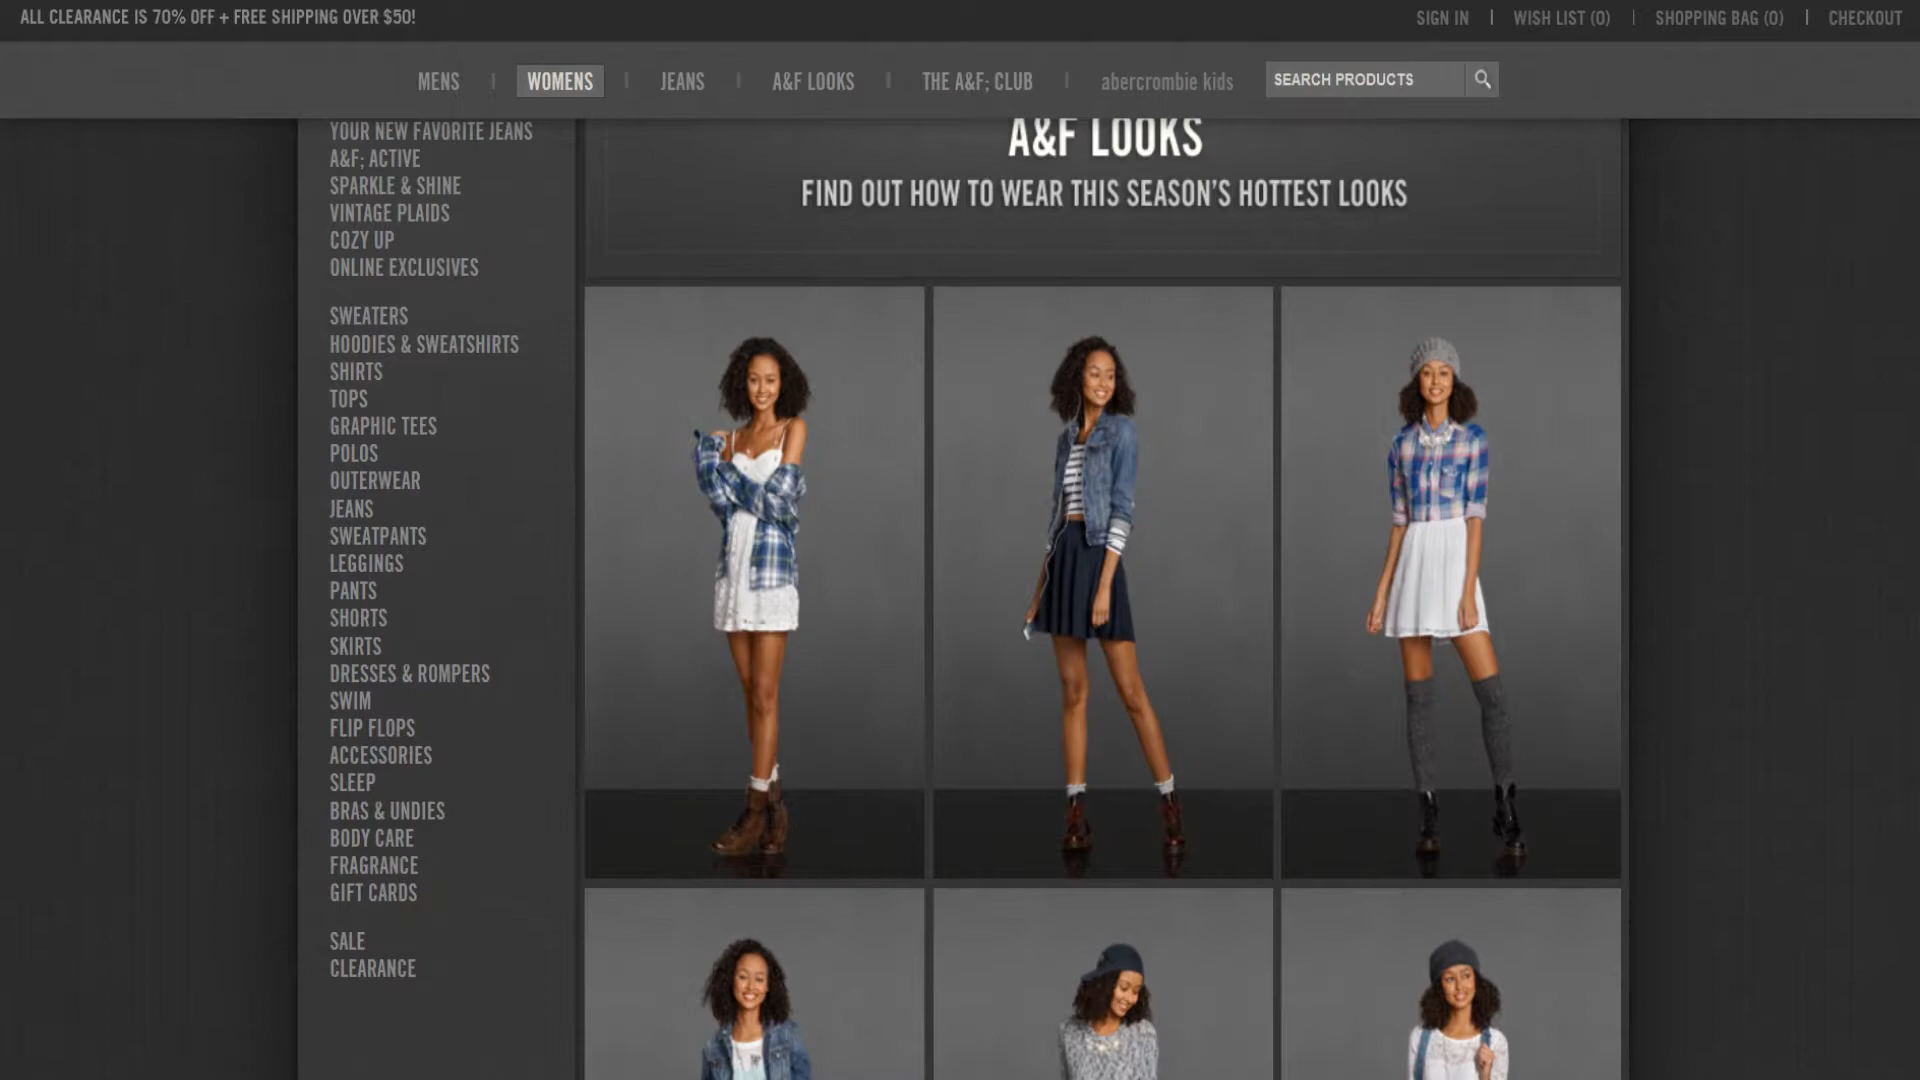 ALL CLEARANCE IS 70% OFF + FREE SHIPPING OVER $50!
SIGN IN | WISH LIST (0) | SHOPPING BAG (0) | CHECKOUT
MENS | WOMENS | JEANS | A&F LOOKS | THE A&F; CLUB | abercrombie kids
SEARCH PRODUCTS
YOUR NEW FAVORITE JEANS
A&F; ACTIVE
SPARKLE & SHINE
VINTAGE PLAIDS
COZY UP
ONLINE EXCLUSIVES
SWEATERS
HOODIES & SWEATSHIRTS
SHIRTS
TOPS
GRAPHIC TEES
POLOS
OUTERWEAR
JEANS
SWEATPANTS
LEGGINGS
PANTS
SHORTS
SKIRTS
DRESSES & ROMPERS
SWIM
FLIP FLOPS
ACCESSORIES
SLEEP
BRAS & UNDIES
BODY CARE
FRAGRANCE
GIFT CARDS
SALE
CLEARANCE
A&F LOOKS
FIND OUT HOW TO WEAR THIS SEASON'S HOTTEST LOOKS